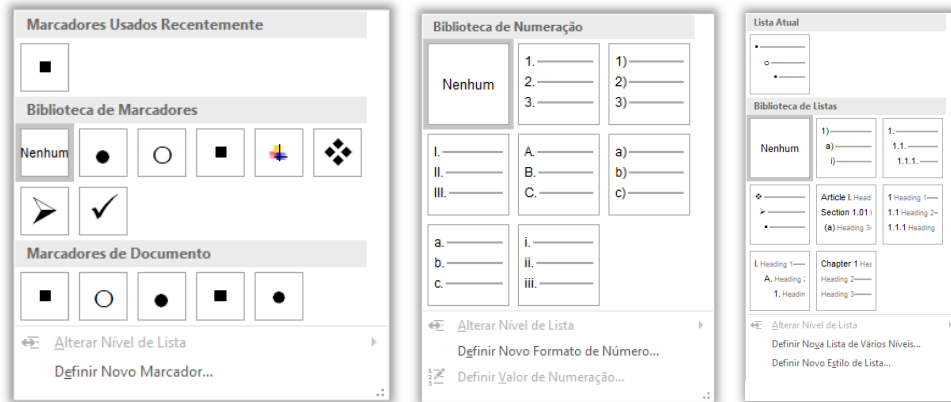 Marcadores Usados Recentemente
Biblioteca de Marcadores
Nenhum
Marcadores de Documento
Alterar Nível de Lista
Definir Novo Marcador...
Biblioteca de Numeração
Nenhum
1.
2.
3.
1)
2)
3)
I.
II.
III.
A.
B.
C.
a)
b)
c)
a.
b.
c.
i.
ii.
iii.
Alterar Nível de Lista
Definir Novo Formato de Número...
Definir Valor de Numeração...
Lista Atual
Biblioteca de Listas
Nenhum
1)
a)
i)
1.
1.1.
1.1.1.
Article I. Head
Section 1.01
(a) Heading 3-
1 Heading 1
1.1 Heading 2
1.1.1 Heading
I. Heading 1
A. Heading
1. Headin
Chapter 1 Hea
Heading 2
Heading 3
Alterar Nível de Lista
Definir Nova Lista de Vários Níveis...
Definir Novo Estilo de Lista...